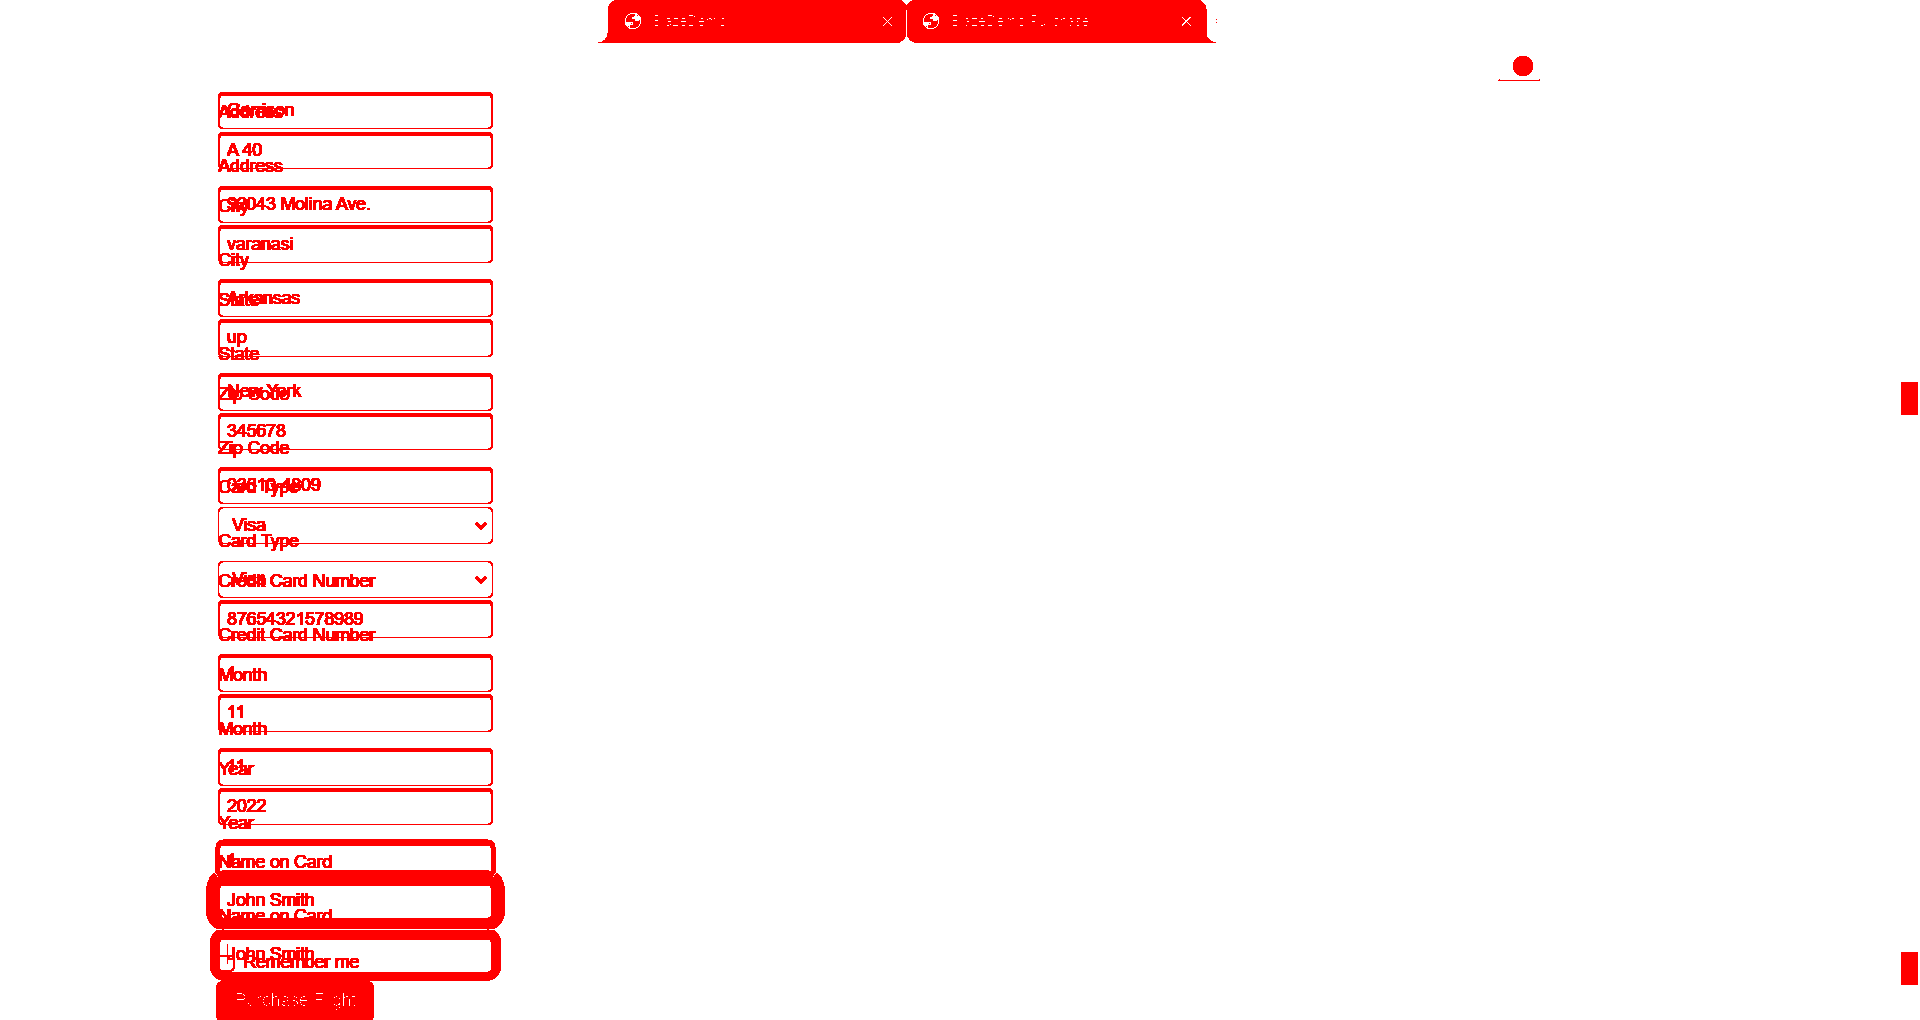 BlazeDemo BlazeDemo Purchase
Address Garrison
A 40
Address
City 92043 Molina Ave.
varanasi
City
State Arkansas
up
State
Zip Code New York
345678
Zip Code
Card Type
Visa
Card Type
Credit Card Number Visa
87654321578989
Credit Card Number
Month
11
Month
Year 11
2022
Year
Name on Card
John Smith
Name on Card
John Smith
Remember me
Purchase Flight